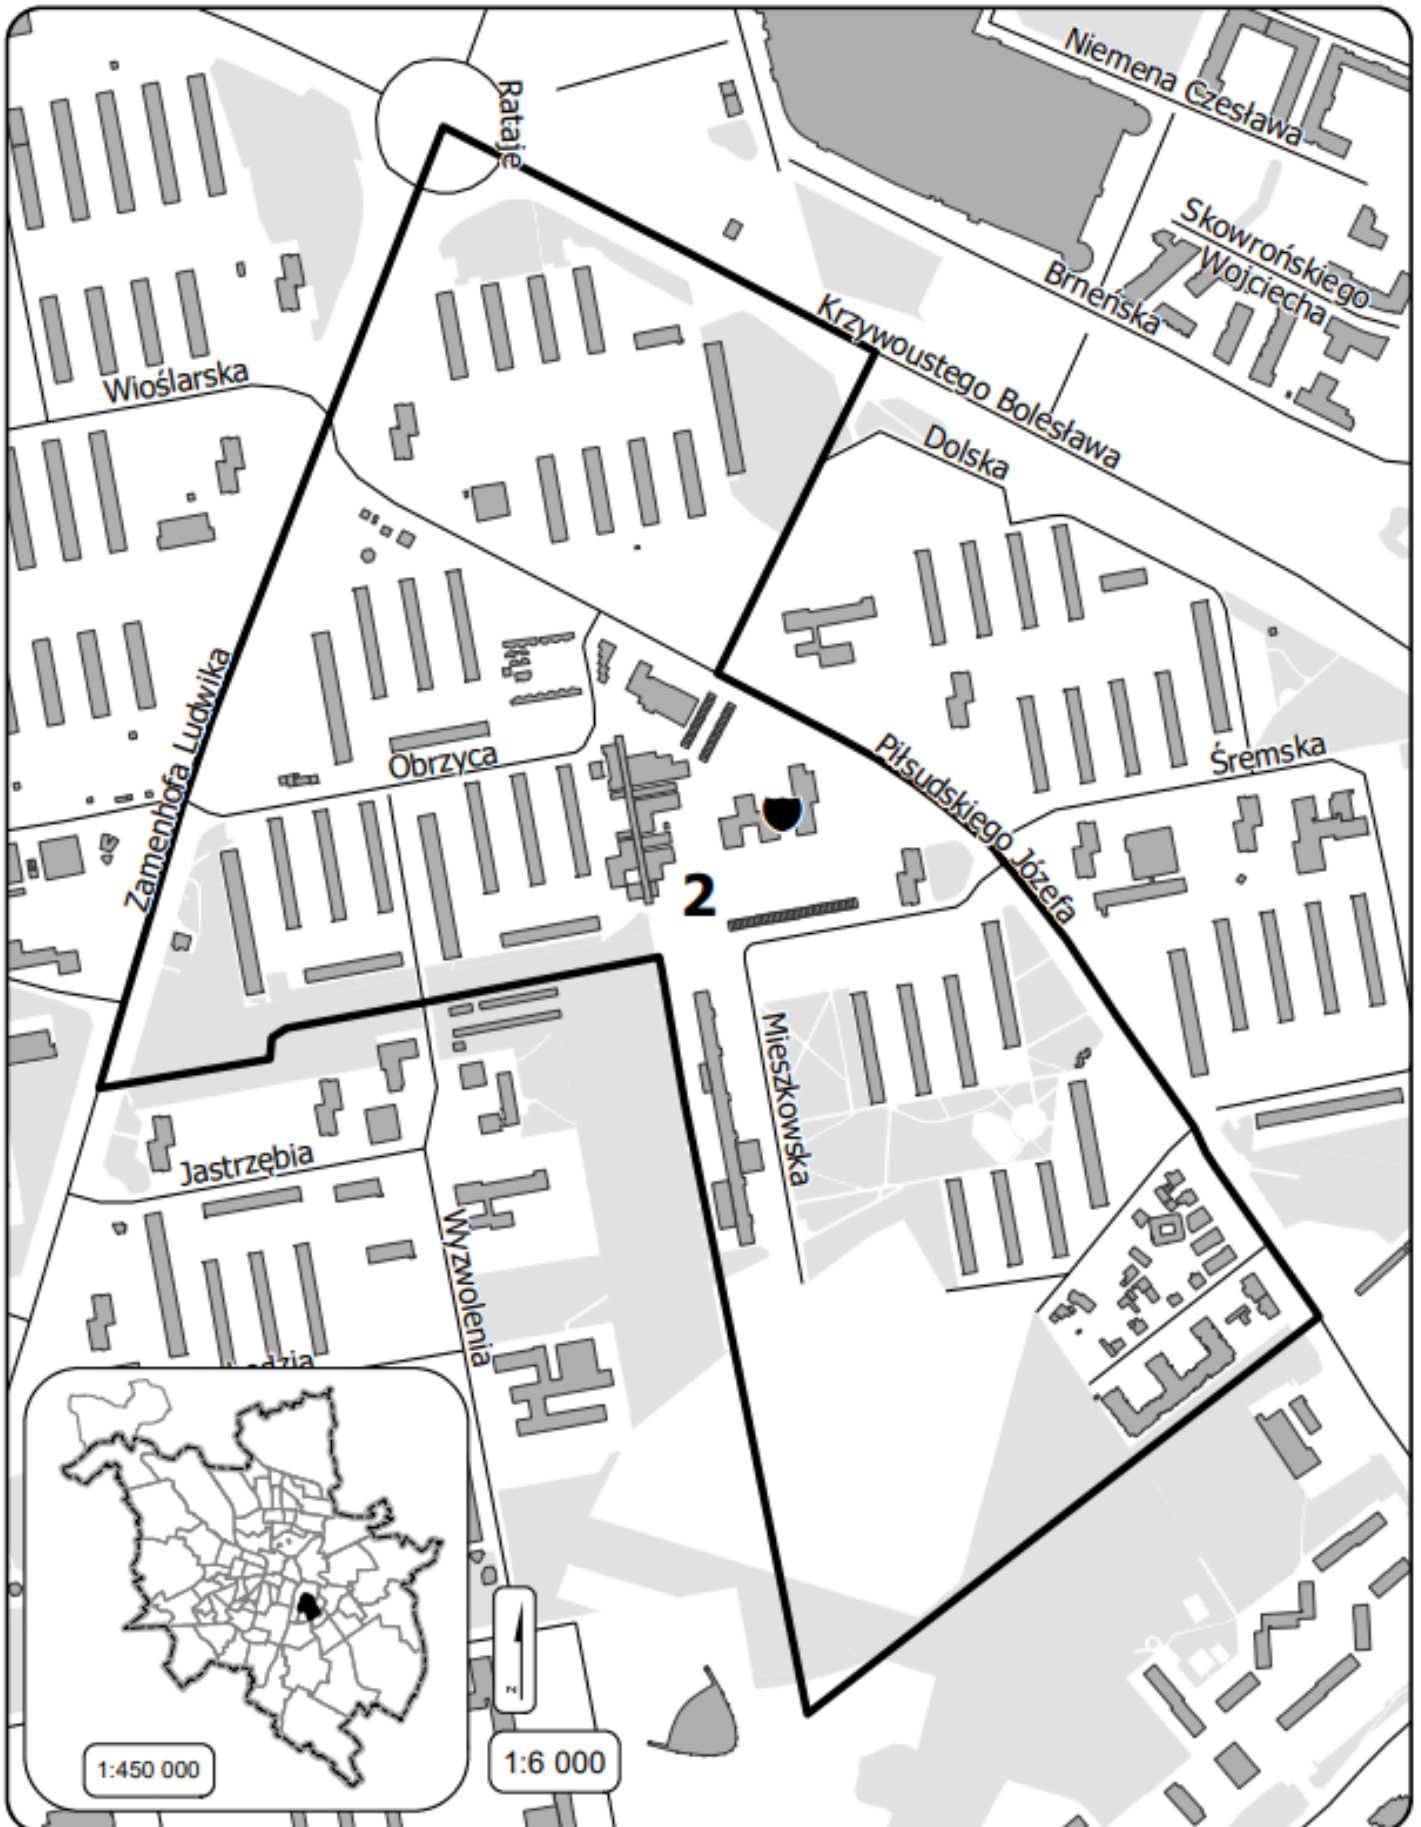 Niemena Czesława
Rataje
Skowrońskiego
Wojciecha
Brneńska
Krzywoustego Bolesława
Wioślarska
Dolska
Zamenhofa Ludwika
Obrzyca
Piłsudskiego Józefa
Śremska
2
Mieszkowska
Jastrzębia
Wyzwolenia
z
1:450 000
1:6 000